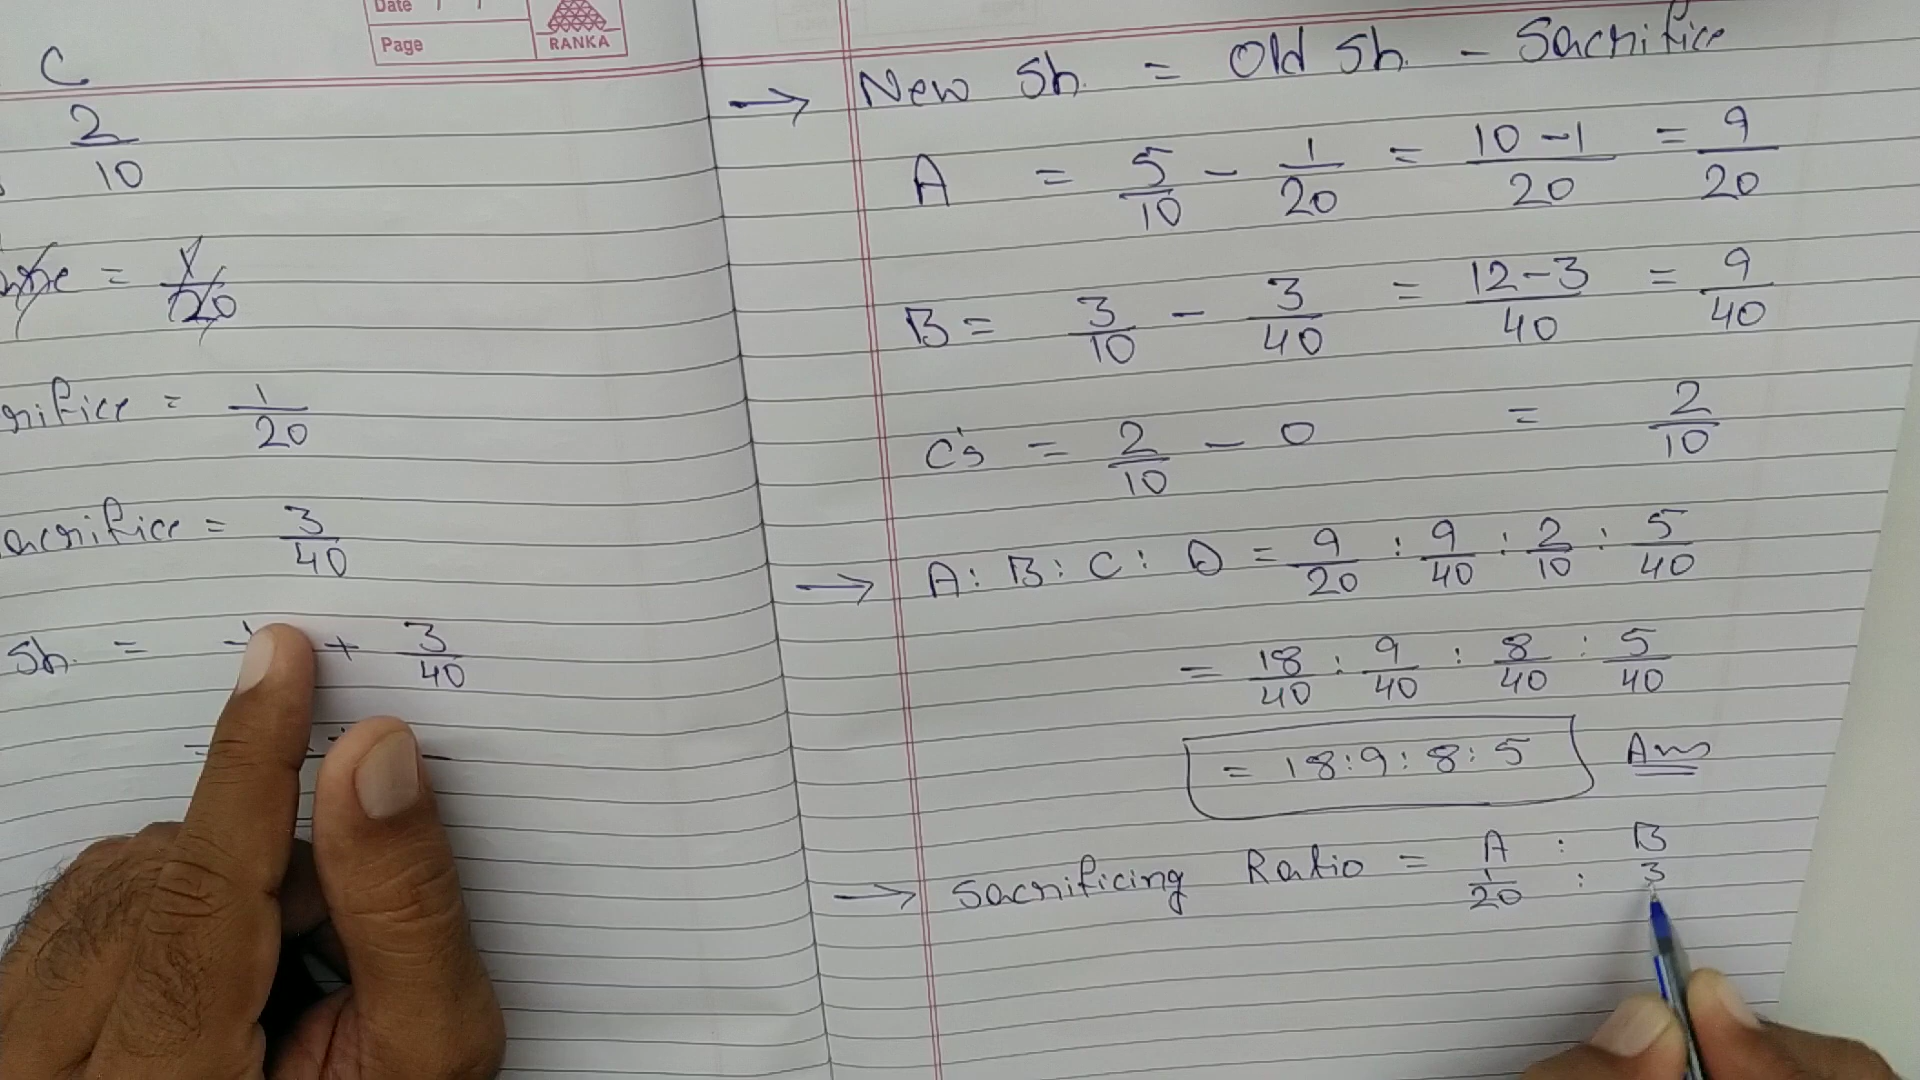 Date / /
Page
RANKA
C
2/10
= 1/20
= 1/20
= 3/40
Sh. = + 3/40
=
→ New Sh. = Old Sh. - Sacrifice
A = 5/10 - 1/20 = 10-1/20 = 9/20
B = 3/10 - 3/40 = 12-3/40 = 9/40
C's = 2/10 - 0 = 2/10
→ A : B : C : D = 9/20 : 9/40 : 2/10 : 5/40
= 18/40 : 9/40 : 8/40 : 5/40
= 18:9:8:5 Ans
→ Sacrificing Ratio = A : B
1/20 : 3